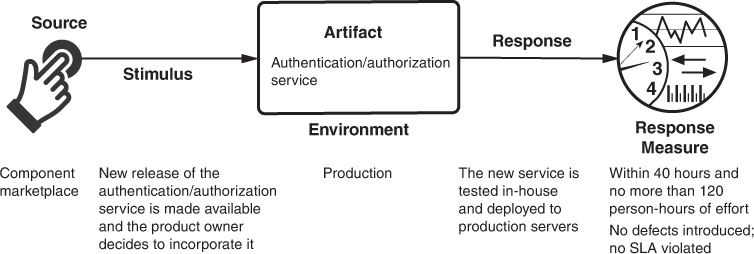 Source
Stimulus
Artifact
Authentication/authorization
service
Environment
Response
1
2
3
4
Response
Measure
Component
marketplace
New release of the
authentication/authorization
service is made available
and the product owner
decides to incorporate it
Production
The new service is
tested in-house
and deployed to
production servers
Within 40 hours and
no more than 120
person-hours of effort
No defects introduced;
no SLA violated